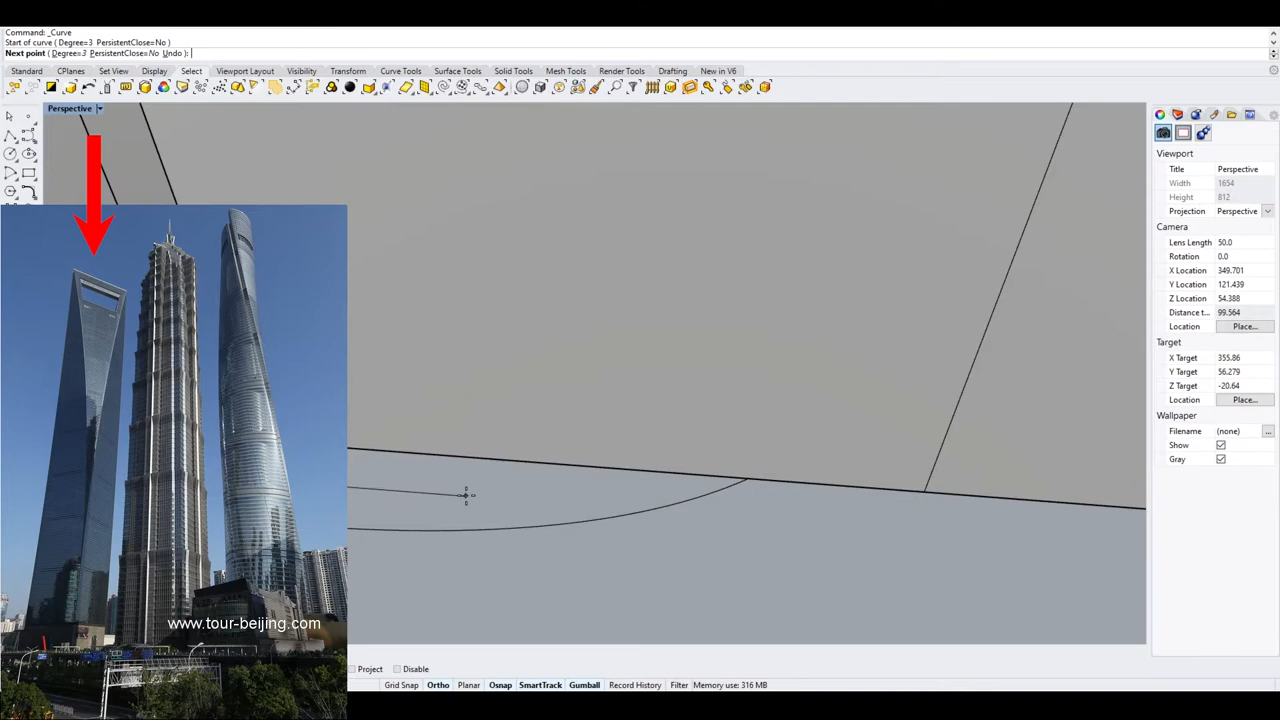 Command: _Curve
Start of curve ( Degree=3 PersistentClose=No )
Next point ( Degree=3 PersistentClose=No Undo ):
Standard CPlanes Set View Display Select Viewport Layout Visibility Transform Curve Tools Surface Tools Solid Tools Mesh Tools Render Tools Drafting New in V6
Perspective
Viewport
Title Perspective
Width 1654
Height 812
Projection Perspective
Camera
Lens Length 50.0
Rotation 0.0
X Location 349.701
Y Location 121.439
Z Location 54.388
Distance t... 99.564
Location Place...
Target
X Target 355.86
Y Target 56.279
Z Target -20.64
Location Place...
Wallpaper
Filename (none) ...
Show
Gray
www.tour-beijing.com
Project Disable
Grid Snap Ortho Planar Osnap SmartTrack Gumball Record History Filter Memory use: 316 MB